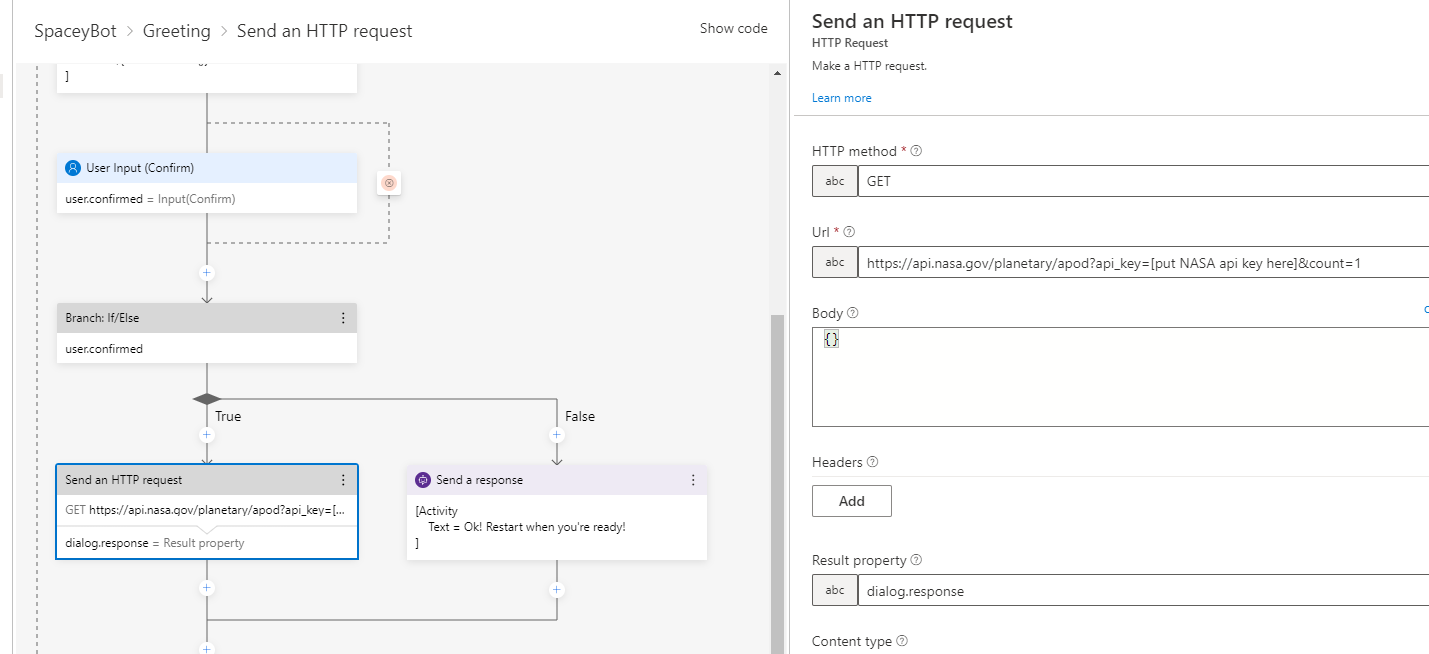 SpaceyBot > Greeting > Send an HTTP request
Show code
]
User Input (Confirm)
user.confirmed = Input(Confirm)
Branch: If/Else
user.confirmed
True
False
Send an HTTP request
GET https://api.nasa.gov/planetary/apod?api_key=[...
dialog.response = Result property
Send a response
[Activity
Text = Ok! Restart when you're ready!
]
Send an HTTP request
HTTP Request
Make a HTTP request.
Learn more
HTTP method *
abc
GET
Url *
abc
https://api.nasa.gov/planetary/apod?api_key=[put NASA api key here]&count=1
Body
{}
Headers
Add
Result property
abc
dialog.response
Content type